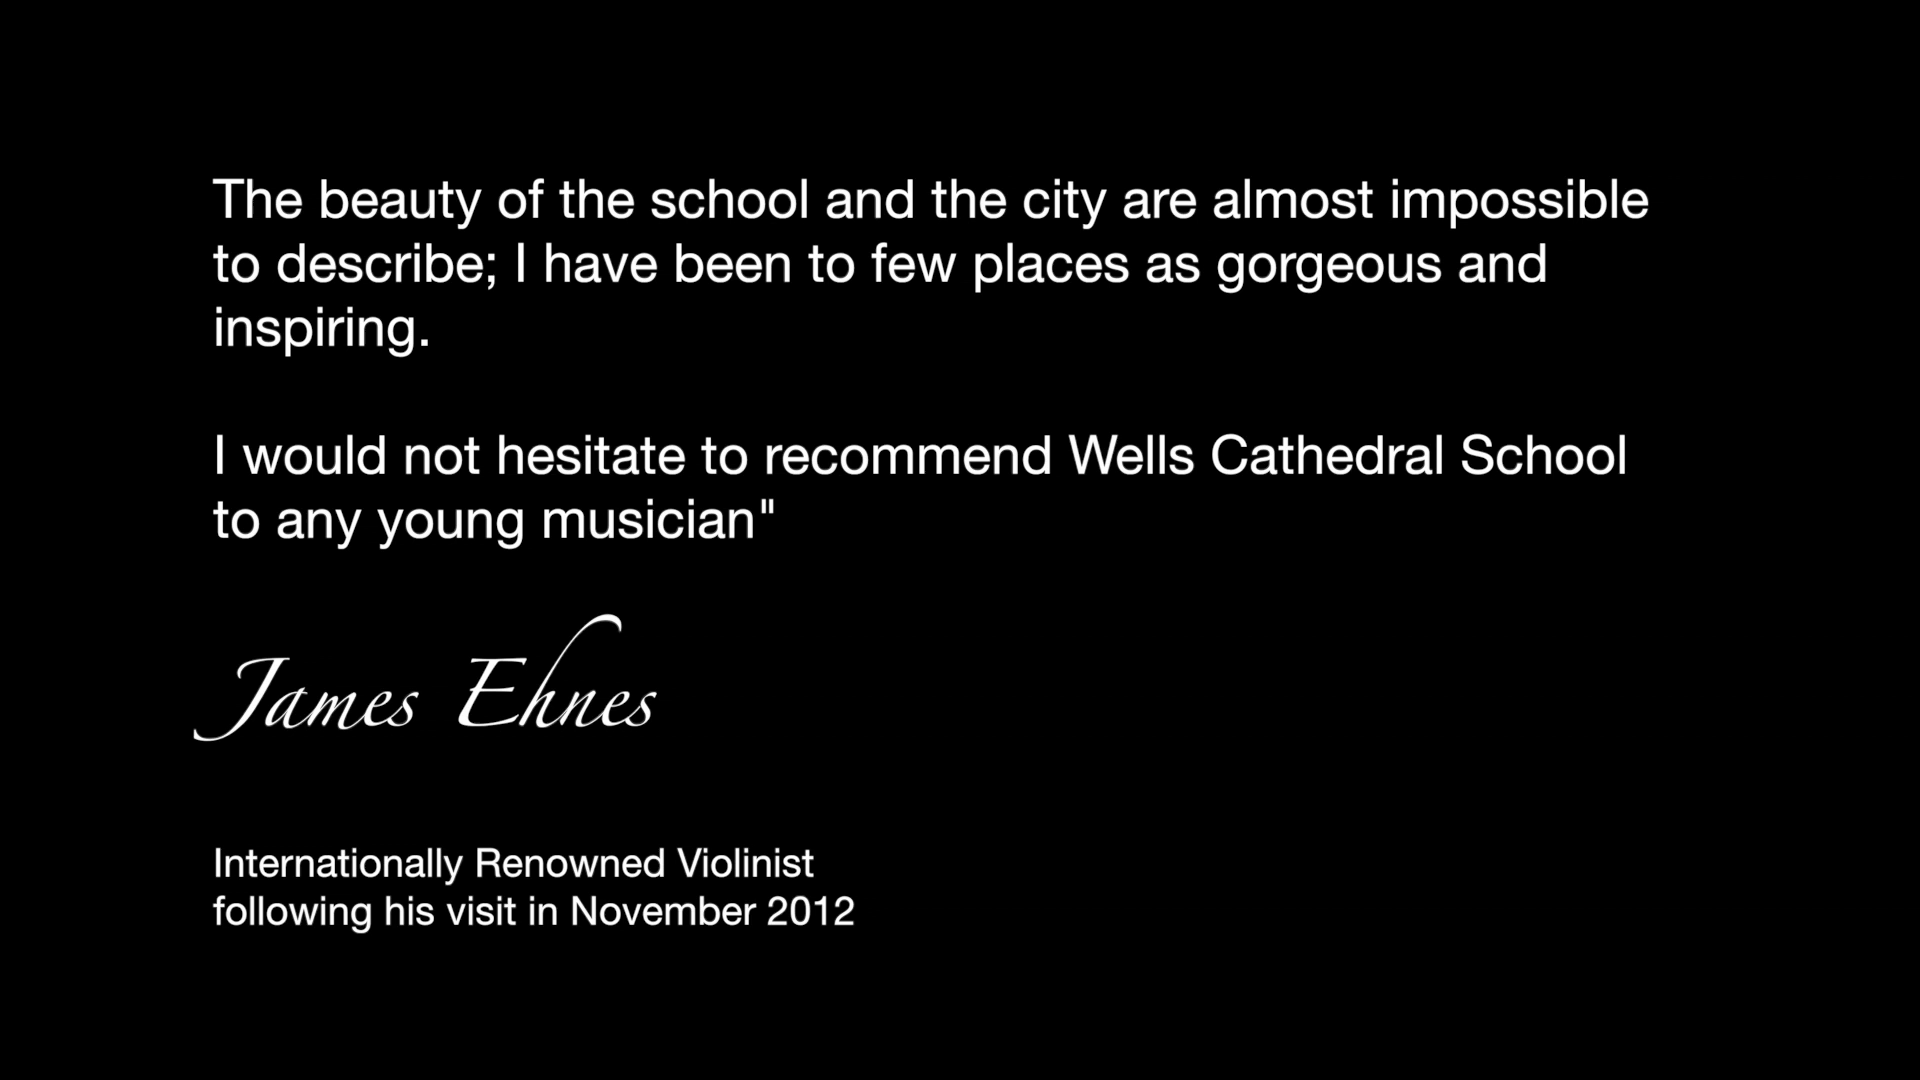 The beauty of the school and the city are almost impossible
to describe; I have been to few places as gorgeous and
inspiring.
I would not hesitate to recommend Wells Cathedral School
to any young musician"
James Ehnes
Internationally Renowned Violinist
following his visit in November 2012